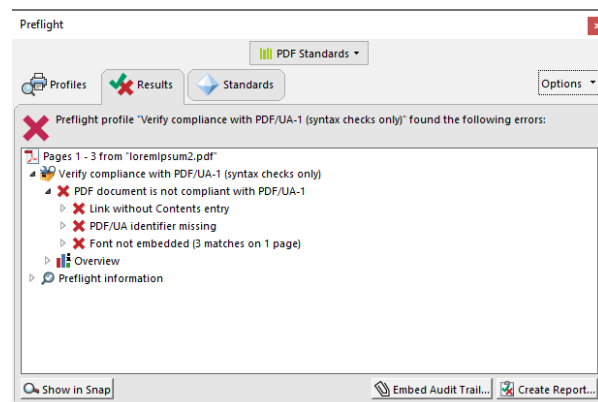 Preflight
PDF Standards
Profiles Results Standards Options
Preflight profile "Verify compliance with PDF/UA-1 (syntax checks only)" found the following errors:
Pages 1 - 3 from "loremIpsum2.pdf"
Verify compliance with PDF/UA-1 (syntax checks only)
PDF document is not compliant with PDF/UA-1
Link without Contents entry
PDF/UA identifier missing
Font not embedded (3 matches on 1 page)
Overview
Preflight information
Show in Snap Embed Audit Trail... Create Report...